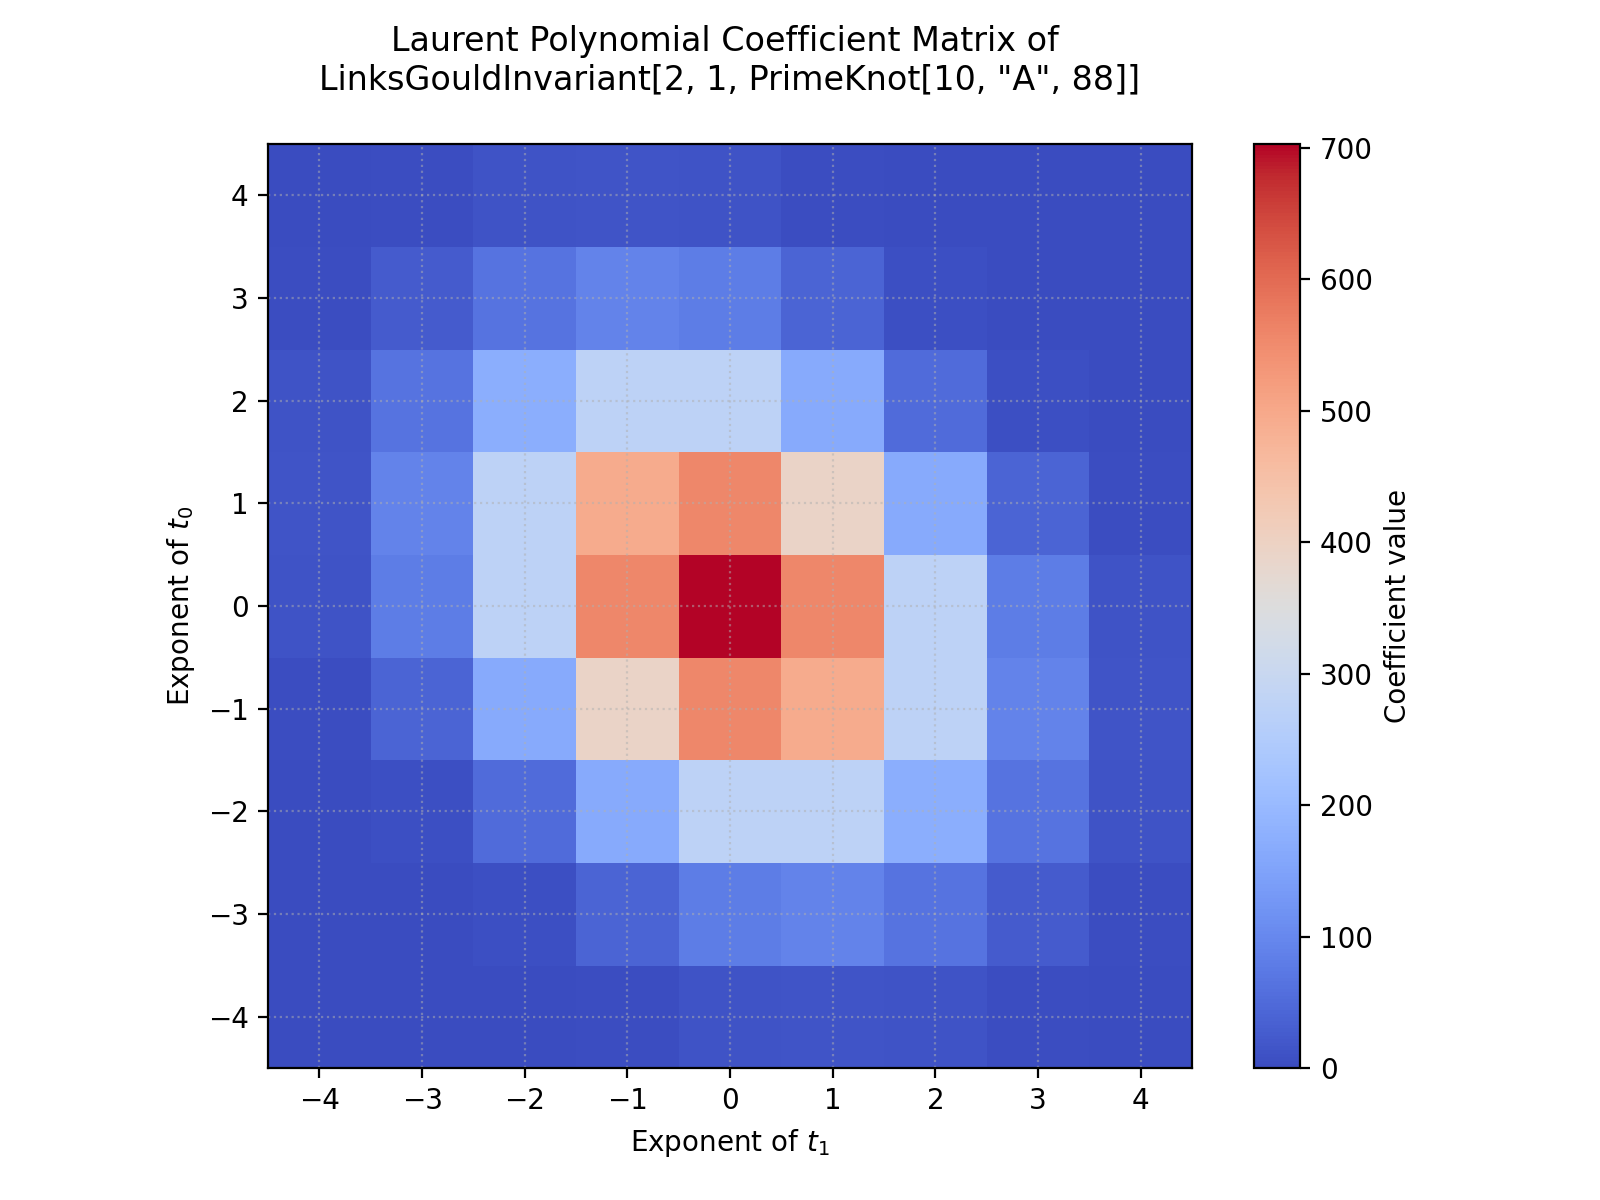 Laurent Polynomial Coefficient Matrix of
LinksGouldInvariant[2, 1, PrimeKnot[10, "A", 88]]
4
3
2
1
0
−1
−2
−3
−4
Exponent of t₀
−4 −3 −2 −1 0 1 2 3 4
Exponent of t₁
700
600
500
400
300
200
100
0
Coefficient value